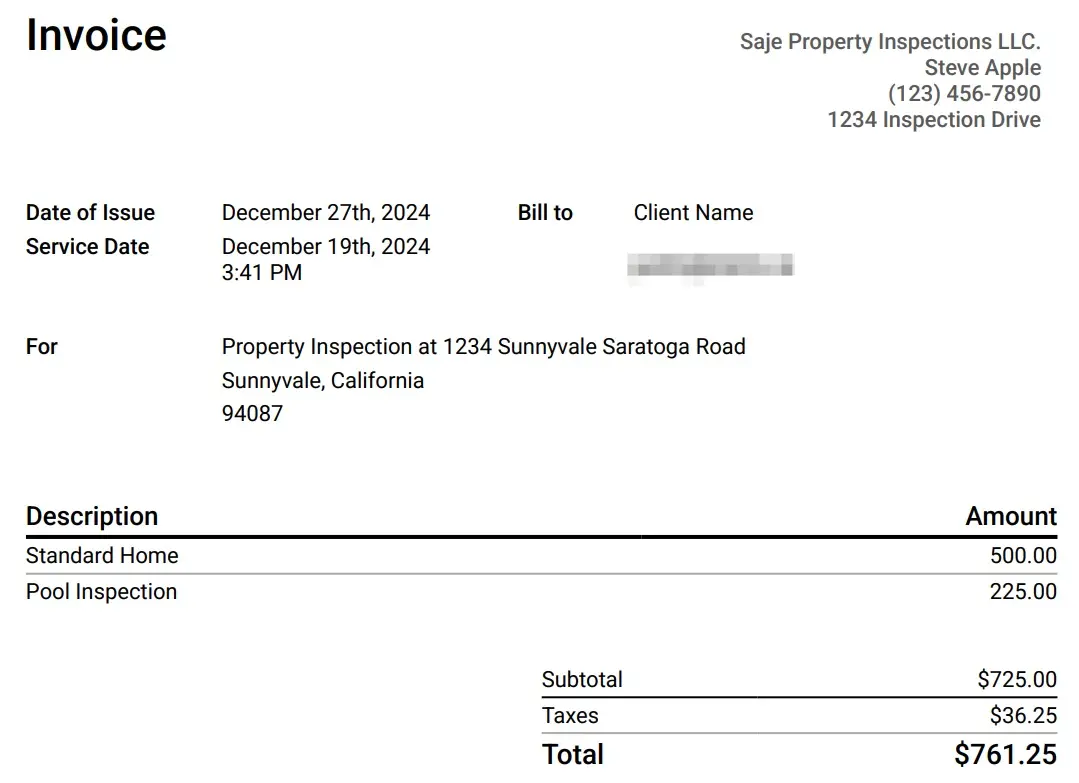 Invoice
Saje Property Inspections LLC.
Steve Apple
(123) 456-7890
1234 Inspection Drive
Date of Issue December 27th, 2024 Bill to Client Name
Service Date December 19th, 2024
3:41 PM
For Property Inspection at 1234 Sunnyvale Saratoga Road
Sunnyvale, California
94087
Description Amount
Standard Home 500.00
Pool Inspection 225.00
Subtotal $725.00
Taxes $36.25
Total $761.25